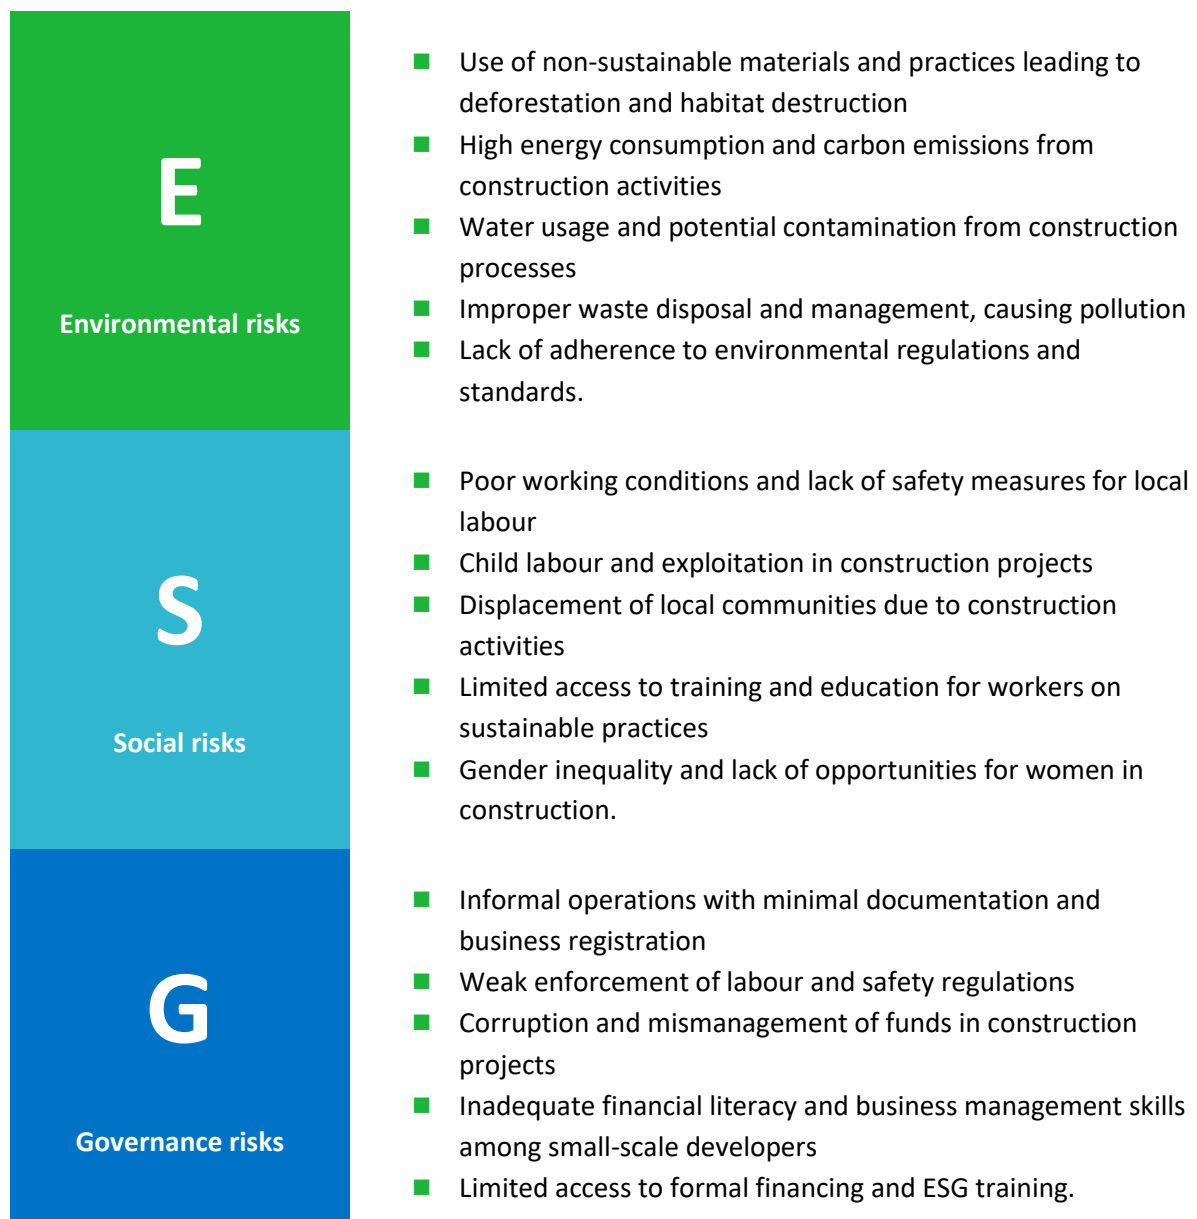 E
Environmental risks
Use of non-sustainable materials and practices leading to
deforestation and habitat destruction
High energy consumption and carbon emissions from
construction activities
Water usage and potential contamination from construction
processes
Improper waste disposal and management, causing pollution
Lack of adherence to environmental regulations and
standards.
S
Social risks
Poor working conditions and lack of safety measures for local
labour
Child labour and exploitation in construction projects
Displacement of local communities due to construction
activities
Limited access to training and education for workers on
sustainable practices
Gender inequality and lack of opportunities for women in
construction.
G
Governance risks
Informal operations with minimal documentation and
business registration
Weak enforcement of labour and safety regulations
Corruption and mismanagement of funds in construction
projects
Inadequate financial literacy and business management skills
among small-scale developers
Limited access to formal financing and ESG training.